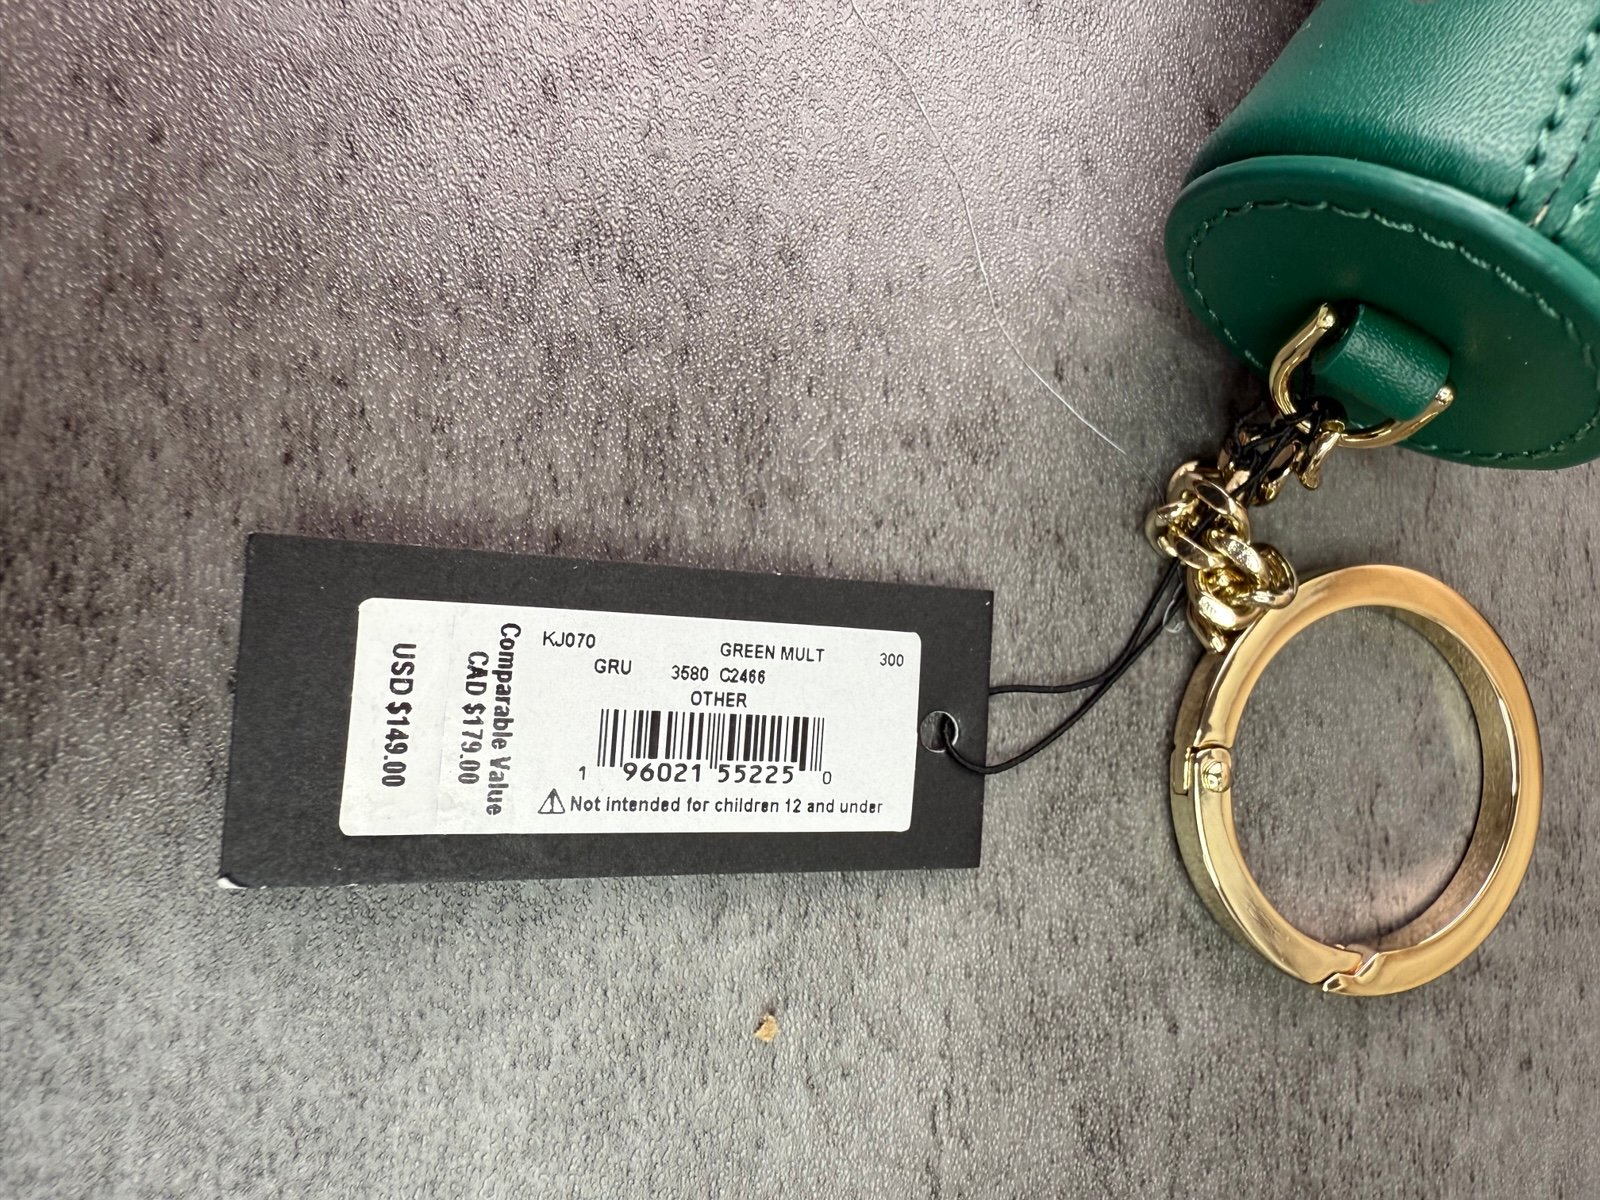 KJ070 GREEN MULT 300
GRU 3580 C2466
OTHER
1 96021 55225 0
⚠ Not intended for children 12 and under
Comparable Value
CAD $179.00
USD $149.00